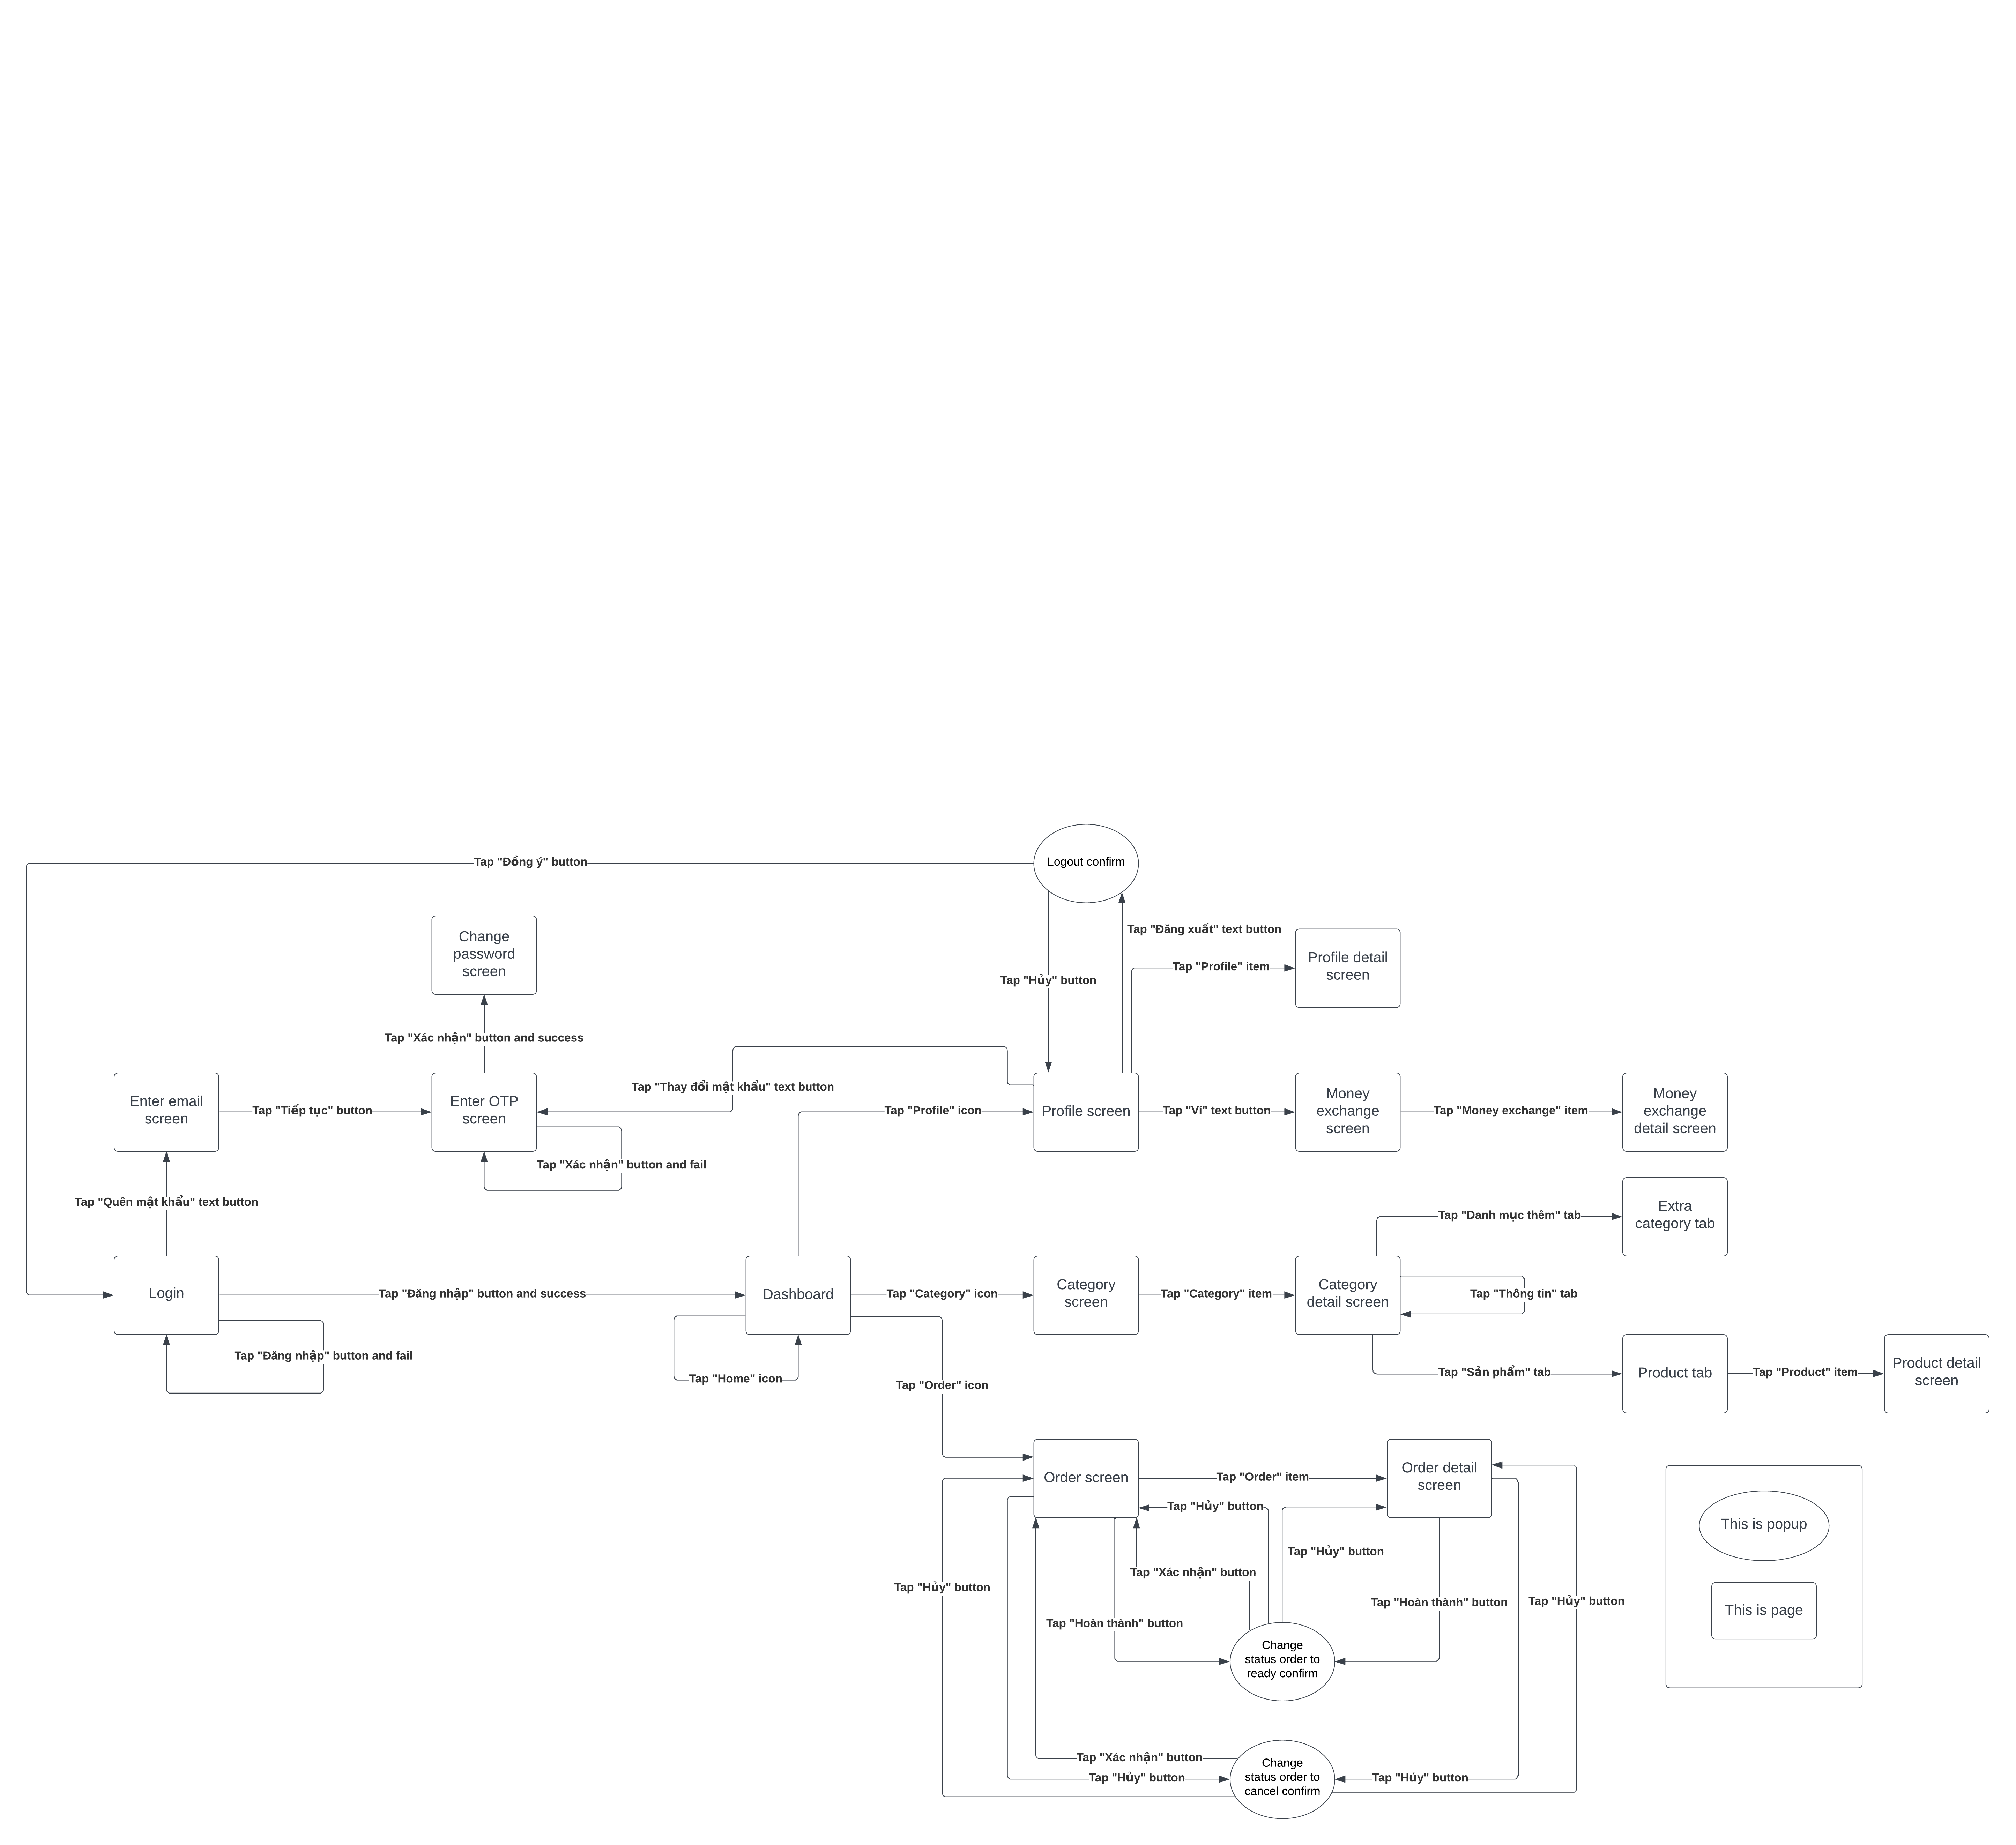 Logout confirm
Tap "Đồng ý" button
Tap "Đăng xuất" text button
Change
password
screen
Profile detail
screen
Tap "Profile" item
Tap "Hủy" button
Tap "Xác nhận" button and success
Tap "Thay đổi mật khẩu" text button
Enter email
screen
Tap "Tiếp tục" button
Enter OTP
screen
Tap "Profile" icon
Profile screen
Tap "Ví" text button
Money
exchange
screen
Tap "Money exchange" item
Money
exchange
detail screen
Tap "Xác nhận" button and fail
Tap "Quên mật khẩu" text button
Tap "Danh mục thêm" tab
Extra
category tab
Login
Tap "Đăng nhập" button and success
Dashboard
Tap "Category" icon
Category
screen
Tap "Category" item
Category
detail screen
Tap "Thông tin" tab
Tap "Đăng nhập" button and fail
Tap "Home" icon
Tap "Order" icon
Tap "Sản phẩm" tab
Product tab
Tap "Product" item
Product detail
screen
Order screen
Tap "Order" item
Order detail
screen
Tap "Hủy" button
Tap "Hủy" button
Tap "Xác nhận" button
Tap "Hủy" button
Tap "Hoàn thành" button
Tap "Hoàn thành" button
Tap "Hủy" button
Change
status order to
ready confirm
Tap "Xác nhận" button
Tap "Hủy" button
Change
status order to
cancel confirm
Tap "Hủy" button
This is popup
This is page